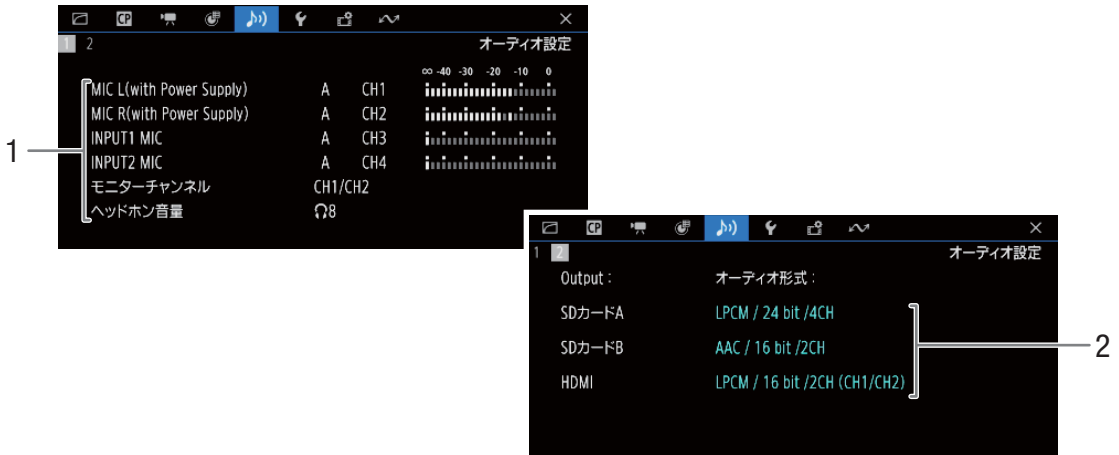 CP
1 2 オーディオ設定
∞ -40 -30 -20 -10 0
MIC L(with Power Supply) A CH1
MIC R(with Power Supply) A CH2
INPUT1 MIC A CH3
INPUT2 MIC A CH4
モニターチャンネル CH1/CH2
ヘッドホン音量 8
1
CP
1 2 オーディオ設定
Output : オーディオ形式 :
SDカードA LPCM / 24 bit /4CH
SDカードB AAC / 16 bit /2CH
HDMI LPCM / 16 bit /2CH (CH1/CH2)
2